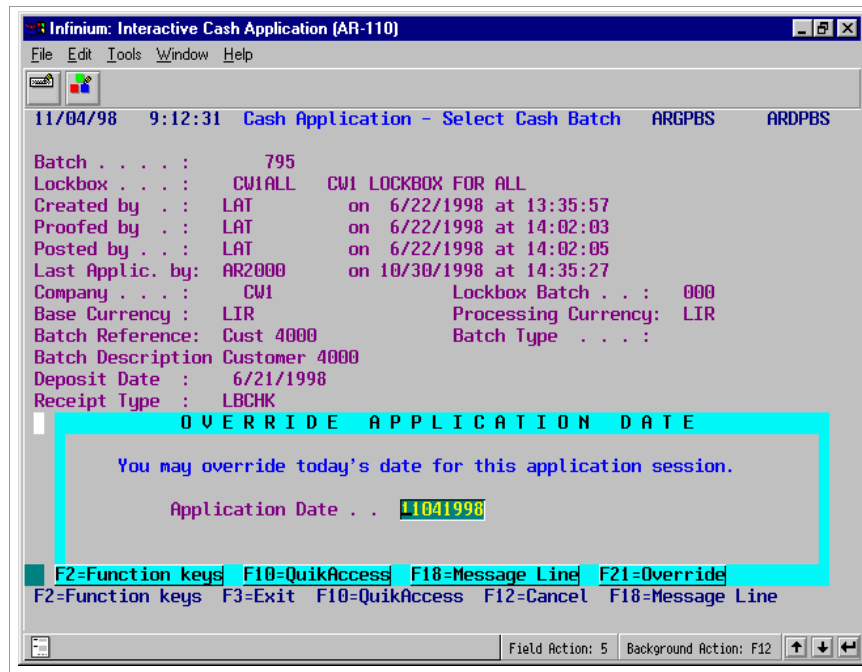 Infinium: Interactive Cash Application (AR-110)
File Edit Tools Window Help
11/04/98 9:12:31 Cash Application - Select Cash Batch ARGPBS ARDPBS
Batch . . . . : 795
Lockbox . . . : CW1ALL CW1 LOCKBOX FOR ALL
Created by . : LAT on 6/22/1998 at 13:35:57
Proofed by . : LAT on 6/22/1998 at 14:02:03
Posted by . . : LAT on 6/22/1998 at 14:02:05
Last Applic. by: AR2000 on 10/30/1998 at 14:35:27
Company . . . : CW1 Lockbox Batch . . : 000
Base Currency : LIR Processing Currency: LIR
Batch Reference: Cust 4000 Batch Type . . . :
Batch Description Customer 4000
Deposit Date : 6/21/1998
Receipt Type : LBCHK
O V E R R I D E A P P L I C A T I O N D A T E
You may override today's date for this application session.
Application Date . . 11041998
F2=Function keys F10=QuikAccess F18=Message Line F21=Override
F2=Function keys F3=Exit F10=QuikAccess F12=Cancel F18=Message Line
Field Action: 5 Background Action: F12